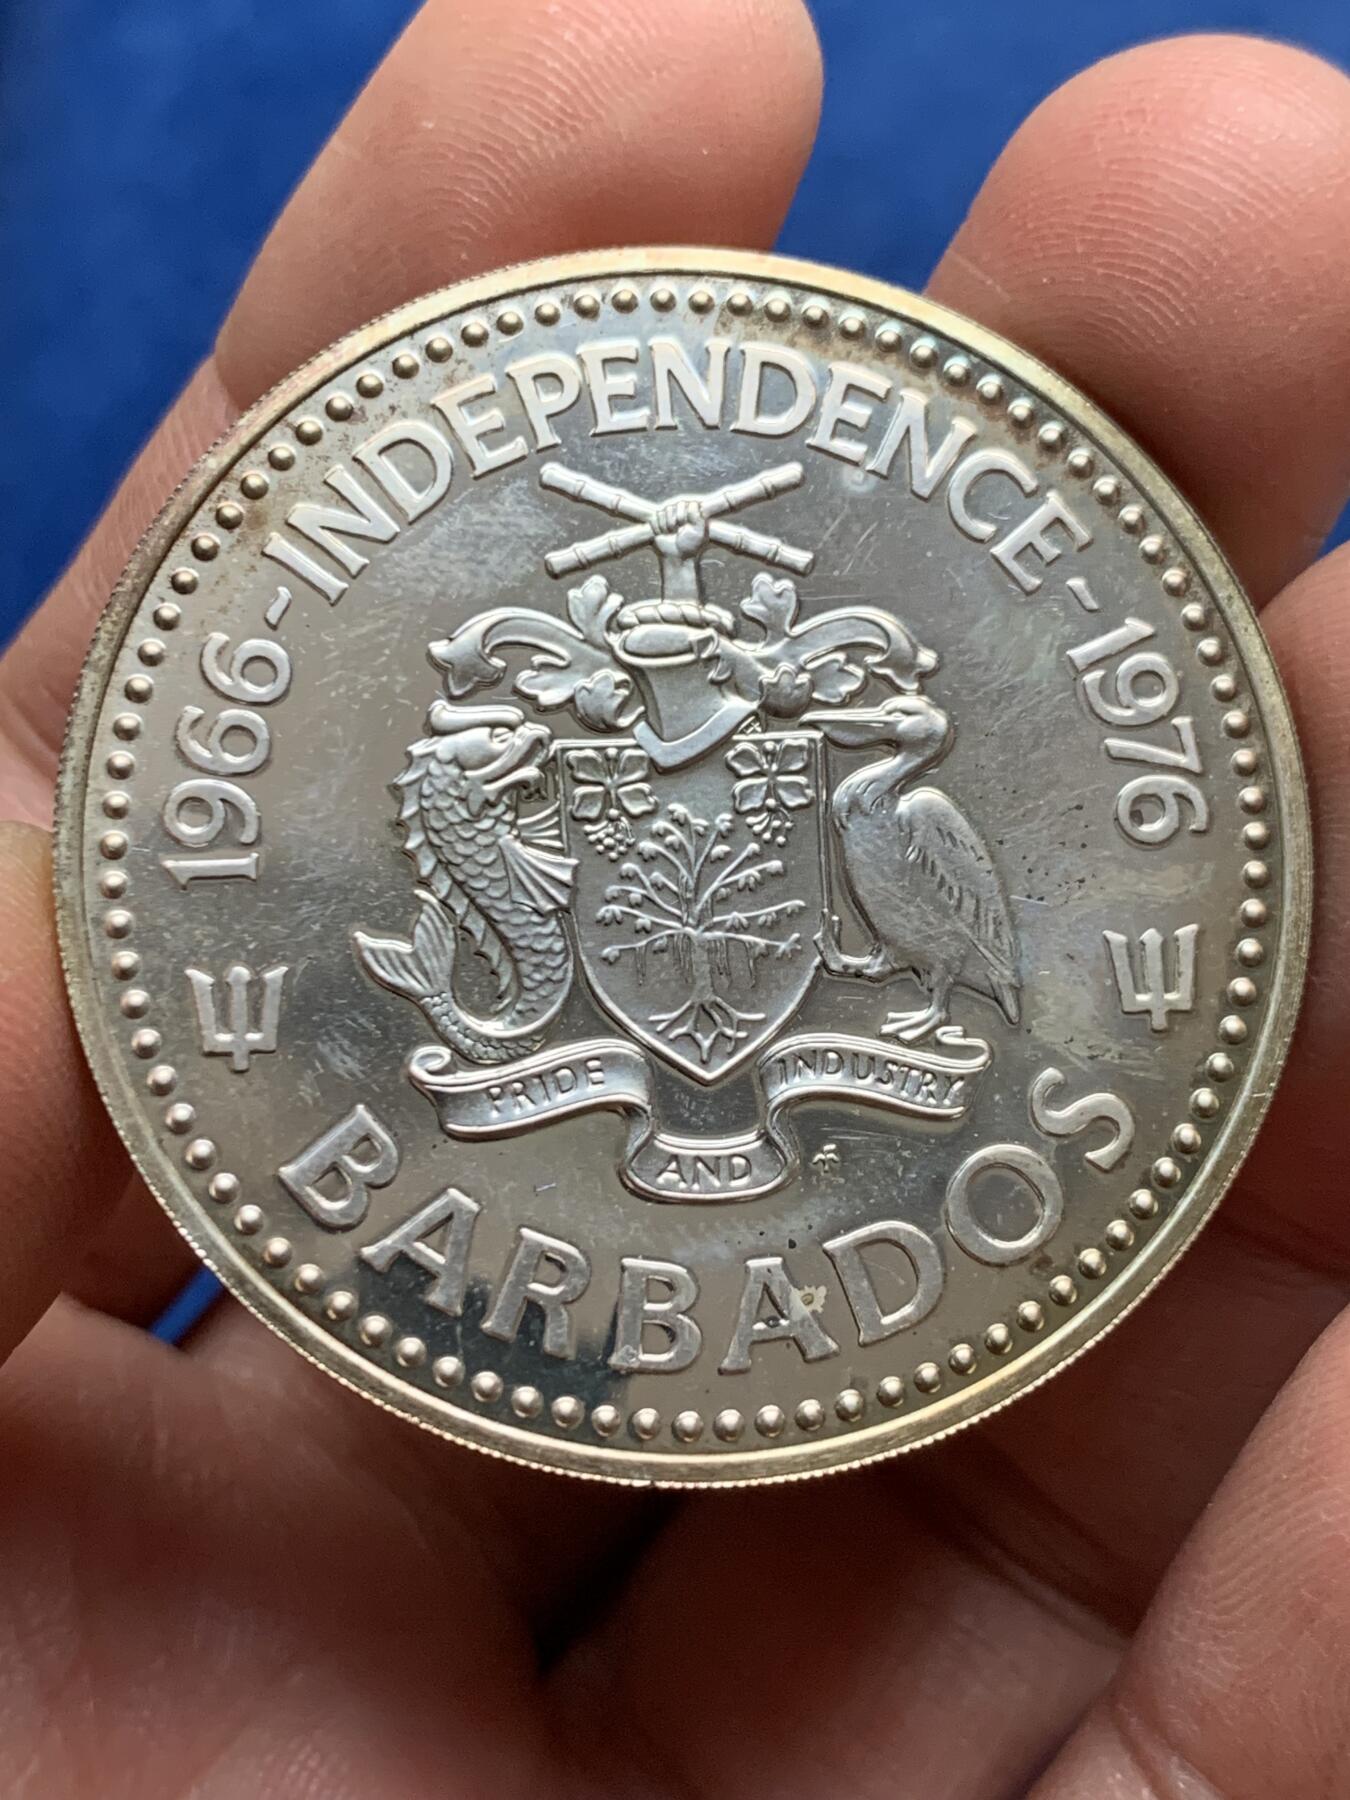 1966-INDEPENDENCE-1976
PRIDE AND INDUSTRY
BARBADOS